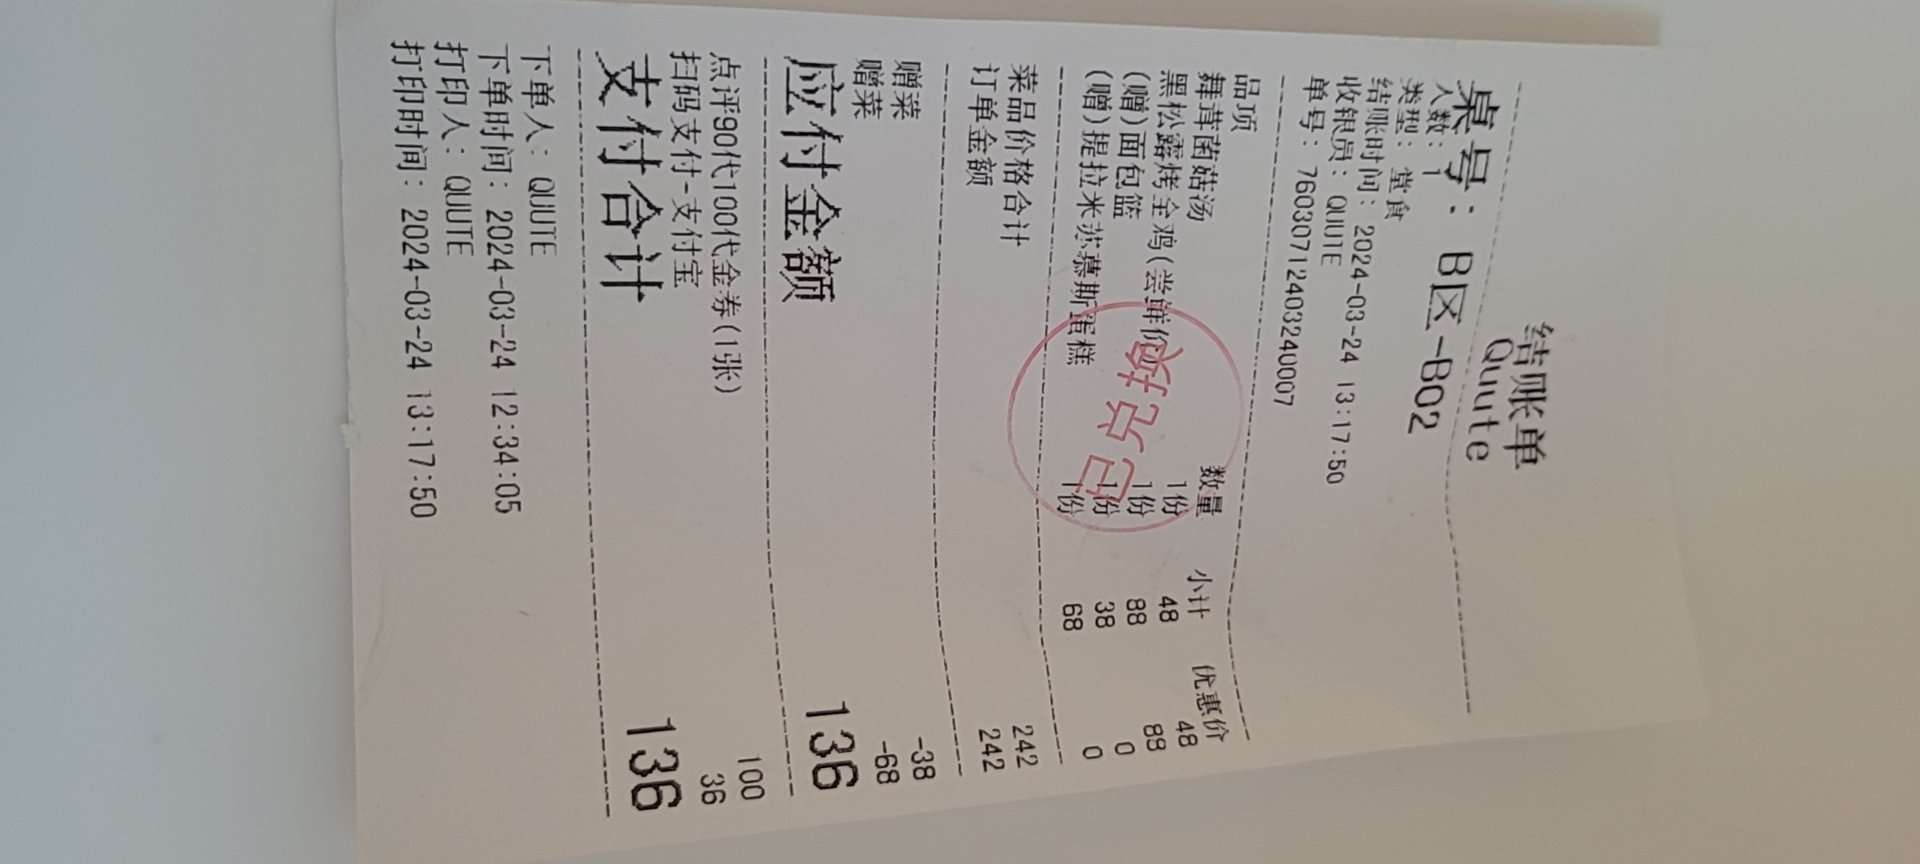 结账单
Quute
桌号：B区-B02
人数：1
类型：堂食
结账时间：2024-03-24 13:17:50
收银员：QUUTE
单号：76030712403240007
品项 数量 小计 优惠价
舞茸菌菇汤 1份 48 48
黑松露烤全鸡(尝鲜价) 1份 88 88
(赠)面包篮 1份 38 0
(赠)提拉米苏慕斯蛋糕 1份 68 0
已兑换
菜品价格合计 242
订单金额 242
赠菜 -38
赠菜 -68
应付金额 136
点评90代100代金券(1张) 100
扫码支付-支付宝 36
支付合计 136
下单人：QUUTE
下单时间：2024-03-24 12:34:05
打印人：QUUTE
打印时间：2024-03-24 13:17:50